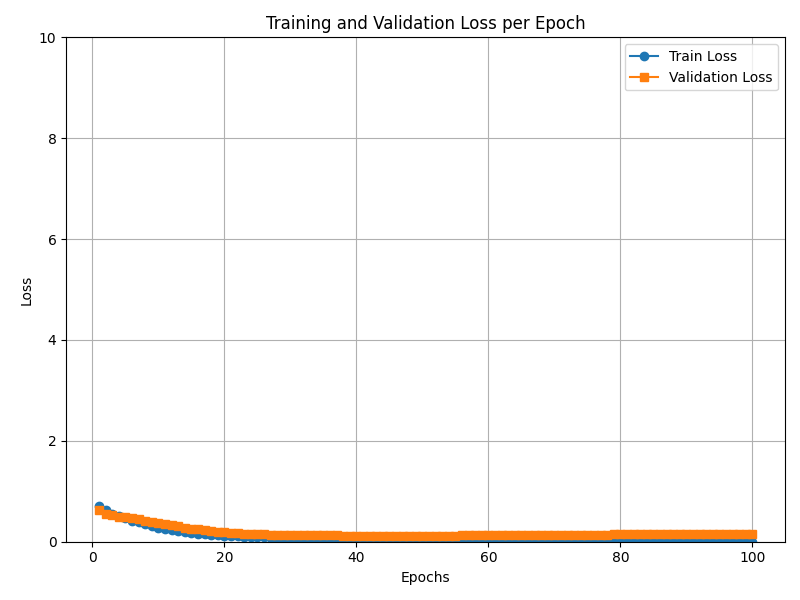 Training and Validation Loss per Epoch
Train Loss
Validation Loss
10
8
6
4
2
0
Loss
0 20 40 60 80 100
Epochs